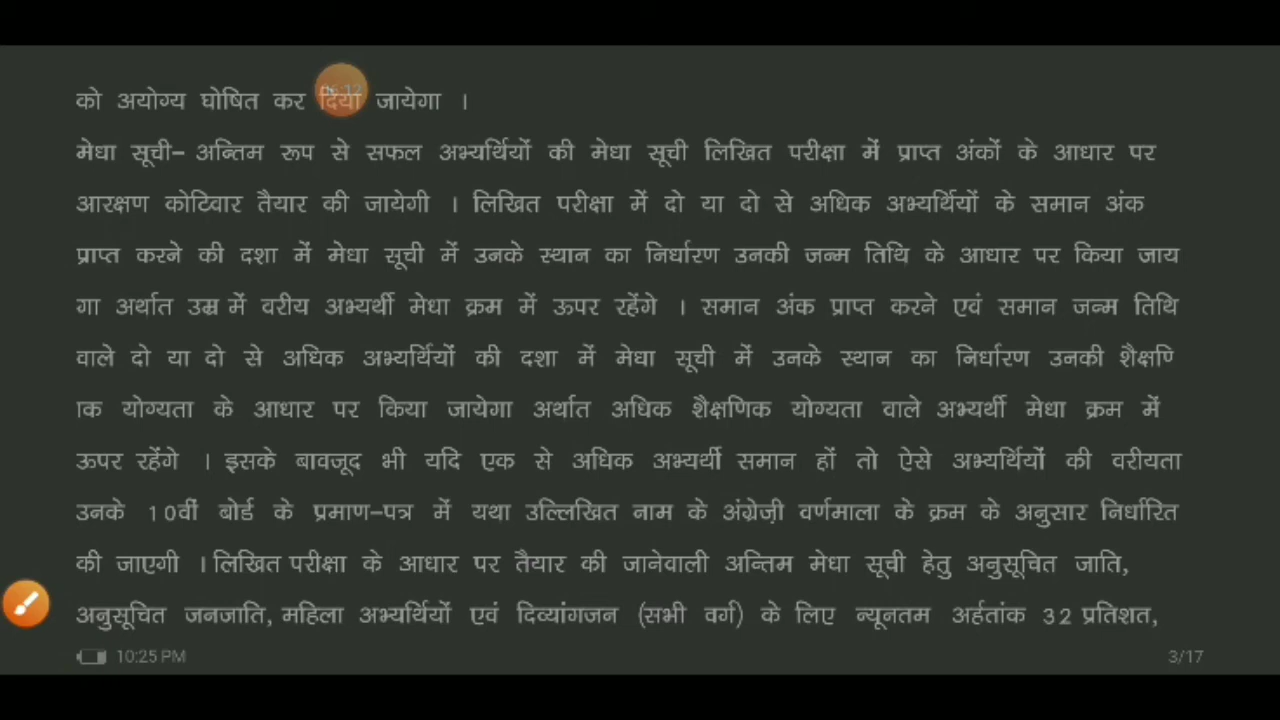 को अयोग्य घोषित कर दिया जायेगा ।
मेधा सूची– अन्तिम रूप से सफल अभ्यर्थियों की मेधा सूची लिखित परीक्षा में प्राप्त अंकों के आधार पर
आरक्षण कोटिवार तैयार की जायेगी । लिखित परीक्षा में दो या दो से अधिक अभ्यर्थियों के समान अंक
प्राप्त करने की दशा में मेधा सूची में उनके स्थान का निर्धारण उनकी जन्म तिथि के आधार पर किया जाय
गा अर्थात उम्र में वरीय अभ्यर्थी मेधा क्रम में ऊपर रहेंगे । समान अंक प्राप्त करने एवं समान जन्म तिथि
वाले दो या दो से अधिक अभ्यर्थियों की दशा में मेधा सूची में उनके स्थान का निर्धारण उनकी शैक्षणि
ाक योग्यता के आधार पर किया जायेगा अर्थात अधिक शैक्षणिक योग्यता वाले अभ्यर्थी मेधा क्रम में
ऊपर रहेंगे । इसके बावजूद भी यदि एक से अधिक अभ्यर्थी समान हों तो ऐसे अभ्यर्थियों की वरीयता
उनके 10वीं बोर्ड के प्रमाण–पत्र में यथा उल्लिखित नाम के अंग्रेज़ी वर्णमाला के क्रम के अनुसार निर्धारित
की जाएगी । लिखित परीक्षा के आधार पर तैयार की जानेवाली अन्तिम मेधा सूची हेतु अनुसूचित जाति,
अनुसूचित जनजाति, महिला अभ्यर्थियों एवं दिव्यांगजन (सभी वर्ग) के लिए न्यूनतम अर्हतांक 32 प्रतिशत,
10:25 PM 3/17